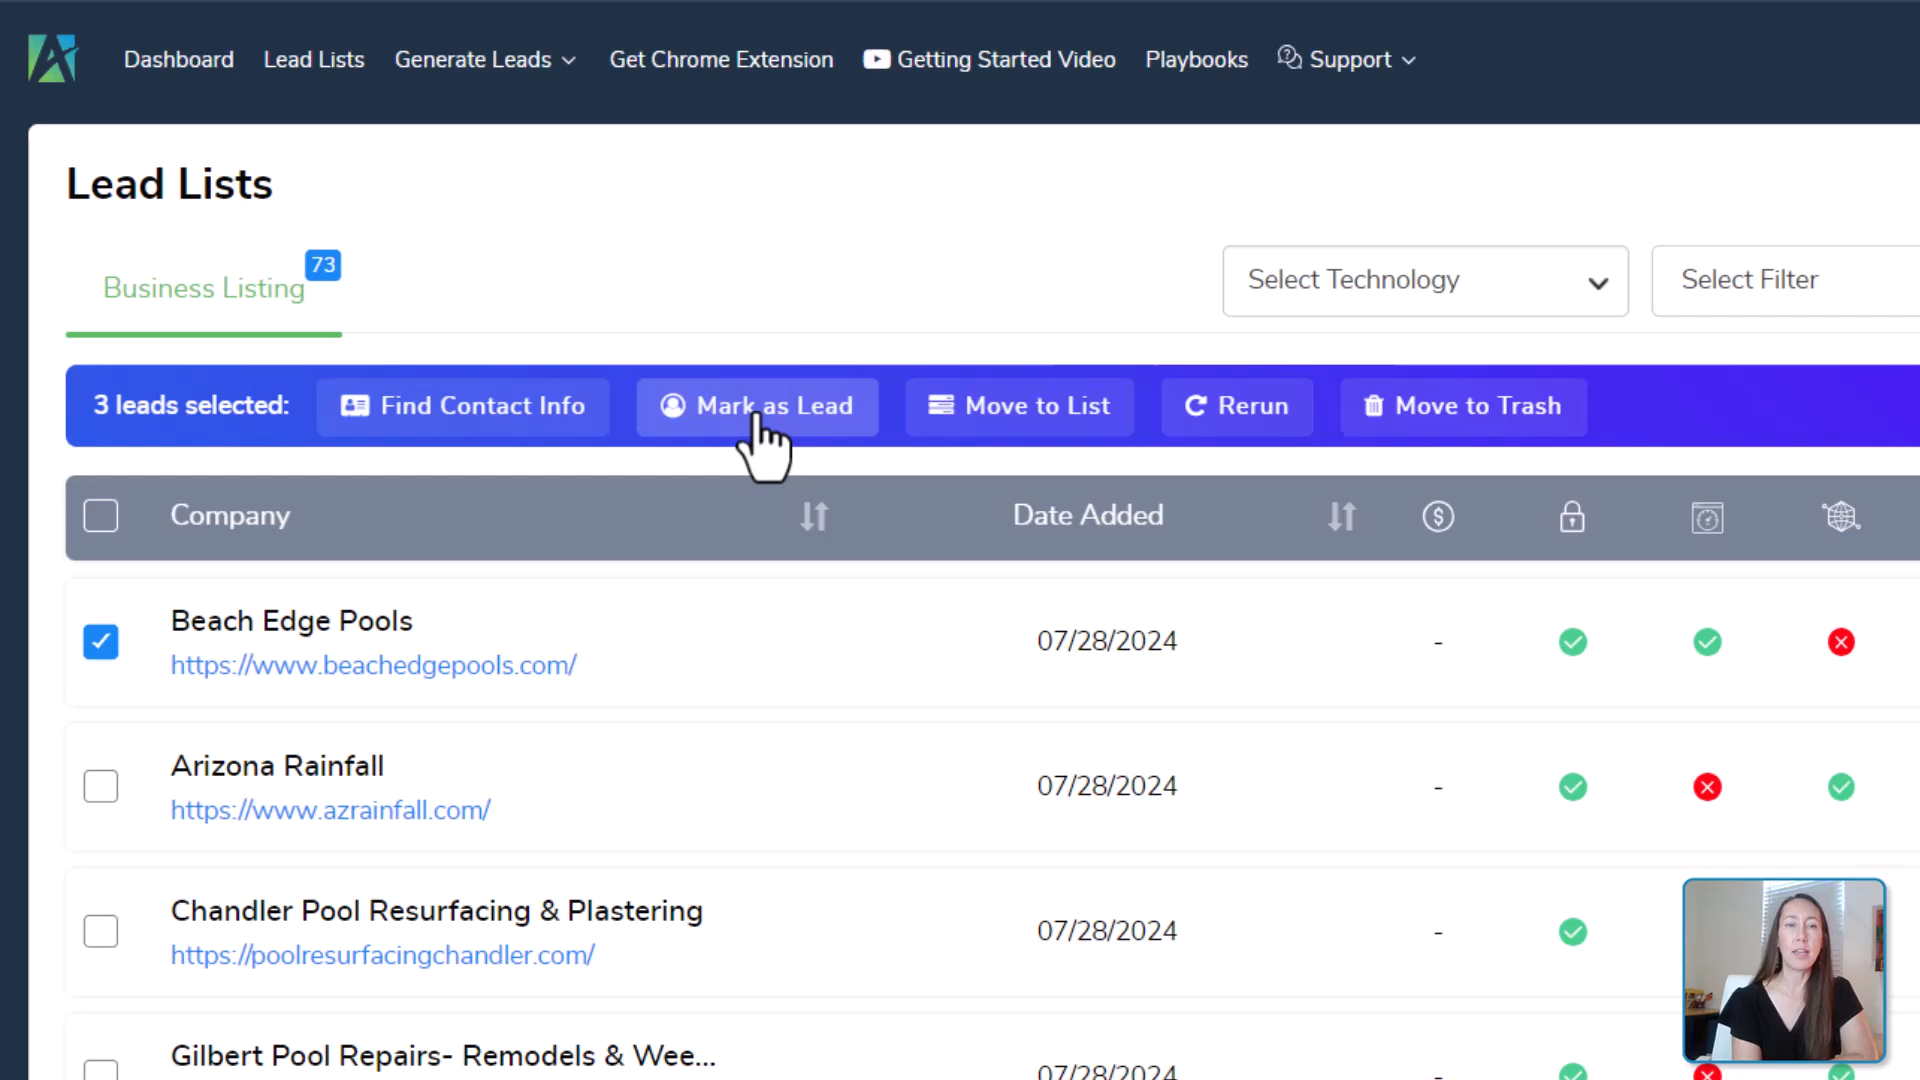 Dashboard Lead Lists Generate Leads Get Chrome Extension Getting Started Video Playbooks Support
Lead Lists
Business Listing 73
Select Technology Select Filter
3 leads selected: Find Contact Info Mark as Lead Move to List Rerun Move to Trash
Company Date Added
Beach Edge Pools
https://www.beachedgepools.com/
07/28/2024 -
Arizona Rainfall
https://www.azrainfall.com/
07/28/2024 -
Chandler Pool Resurfacing & Plastering
https://poolresurfacingchandler.com/
07/28/2024 -
Gilbert Pool Repairs- Remodels & Wee...
07/28/2024 -